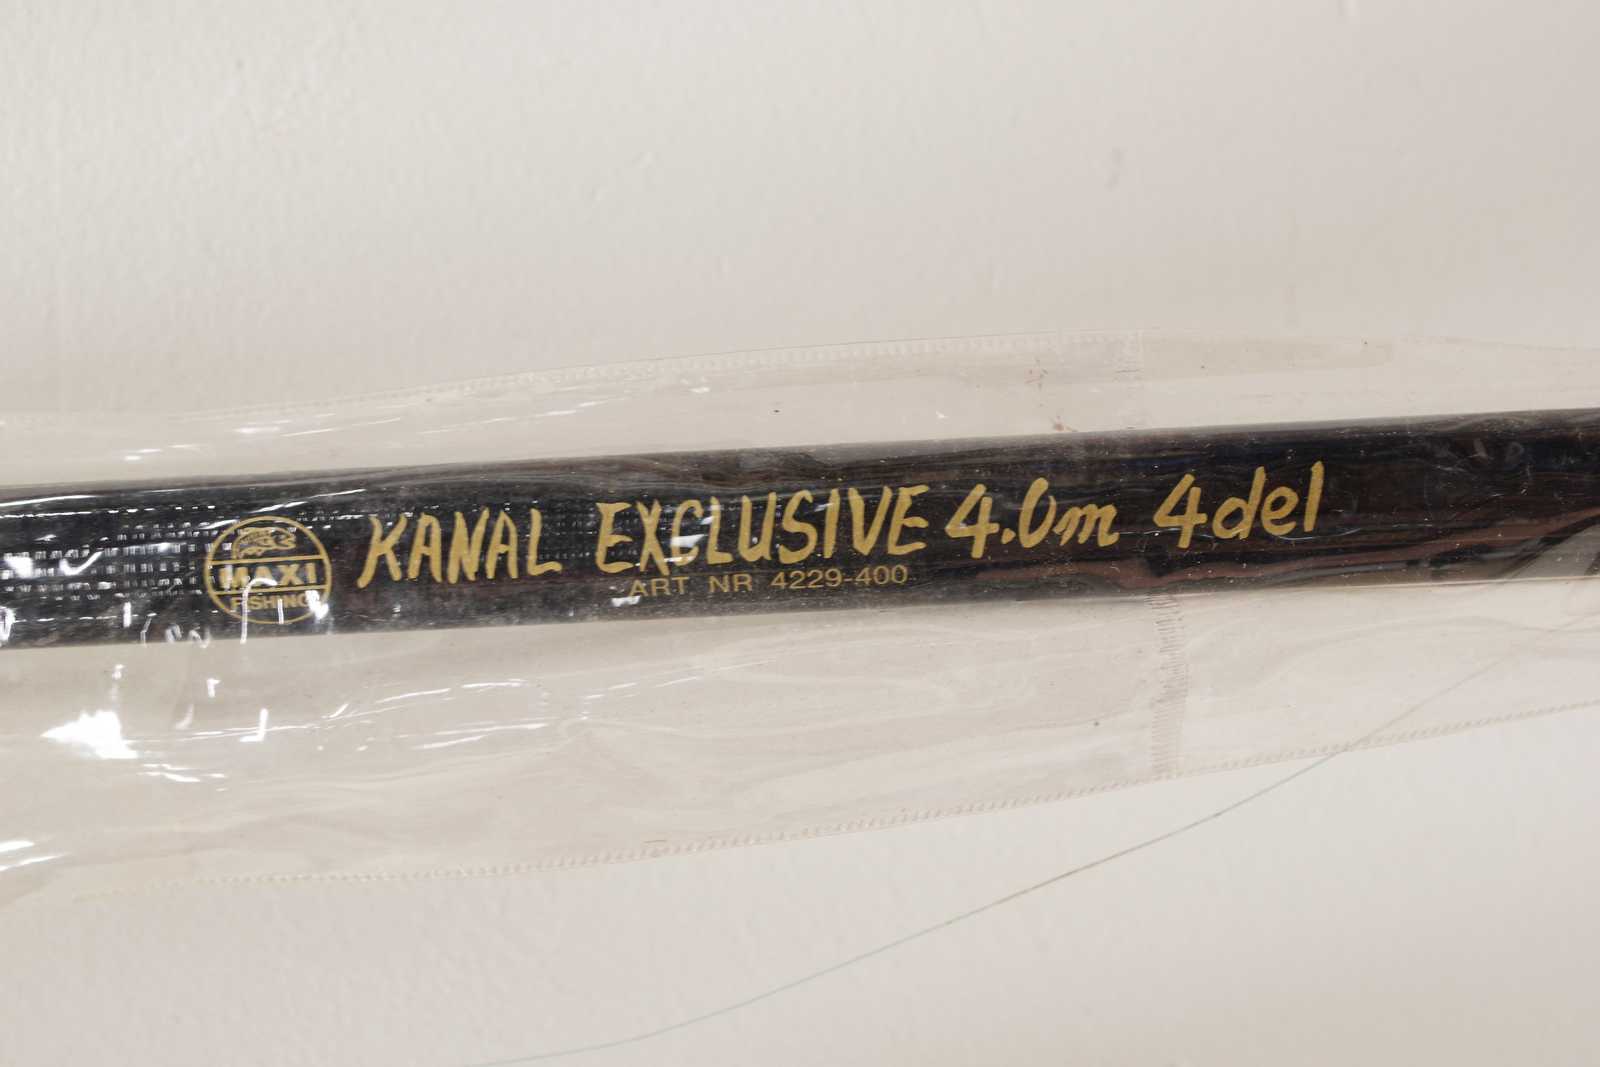 MAXI
FISHING
KANAL EXCLUSIVE 4.0m 4del
ART NR 4229-400